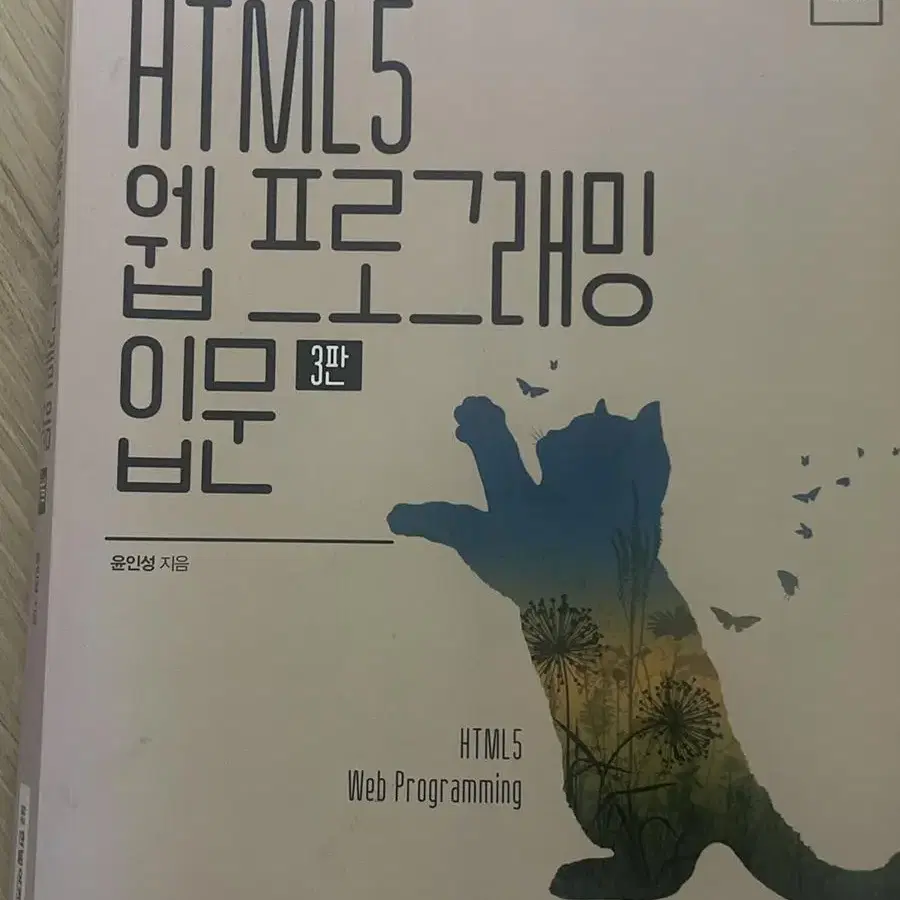 HTML5
웹 프로그래밍
입문 3판
윤인성 지음
HTML5
Web Programming